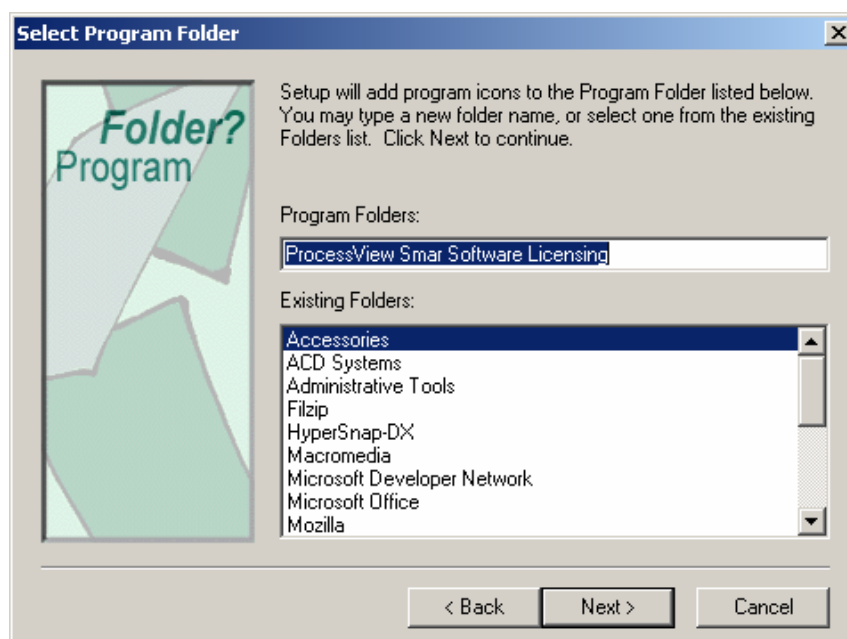 Select Program Folder
Folder?
Program
Setup will add program icons to the Program Folder listed below.
You may type a new folder name, or select one from the existing
Folders list.  Click Next to continue.
Program Folders:
ProcessView Smar Software Licensing
Existing Folders:
Accessories
ACD Systems
Administrative Tools
Filzip
HyperSnap-DX
Macromedia
Microsoft Developer Network
Microsoft Office
Mozilla
< Back
Next >
Cancel